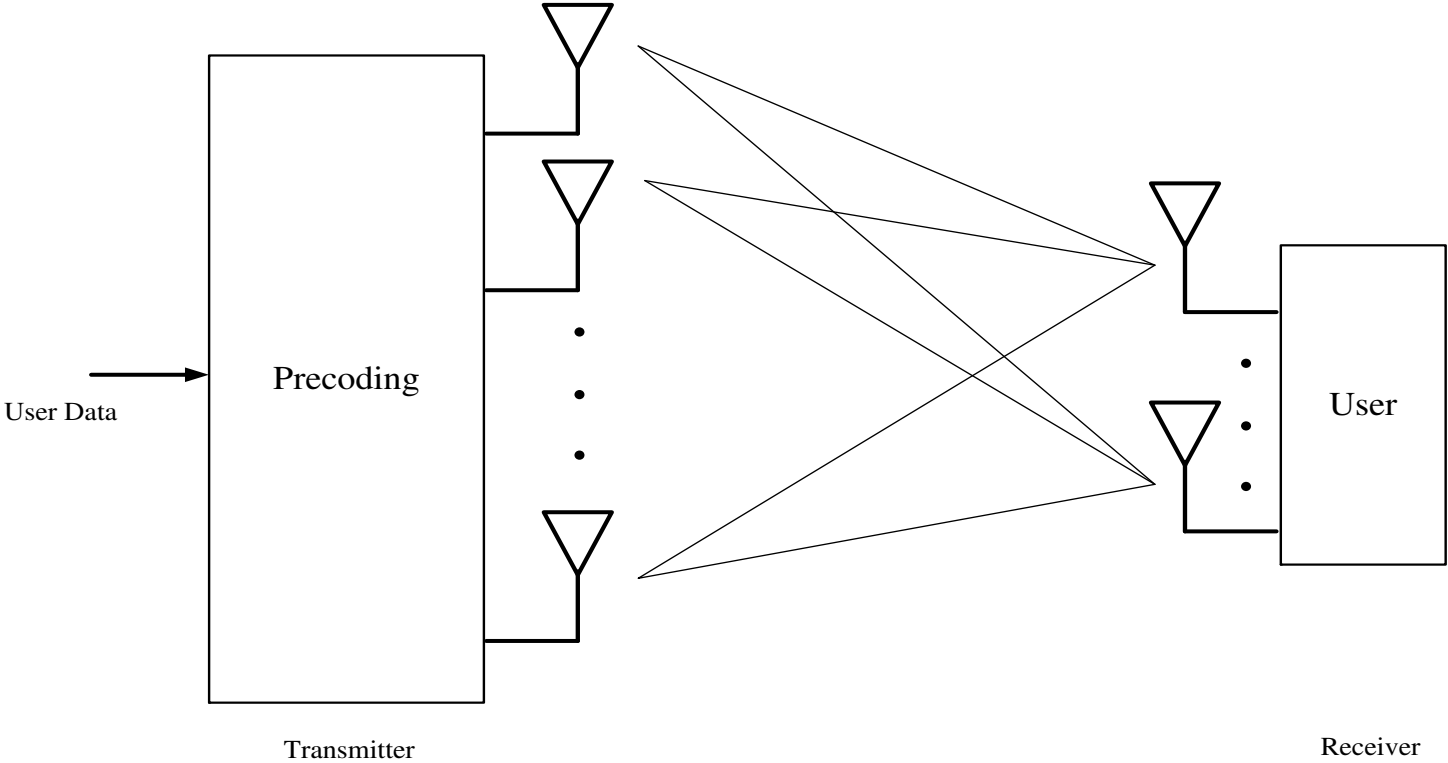 Precoding
User Data
User
Transmitter
Receiver